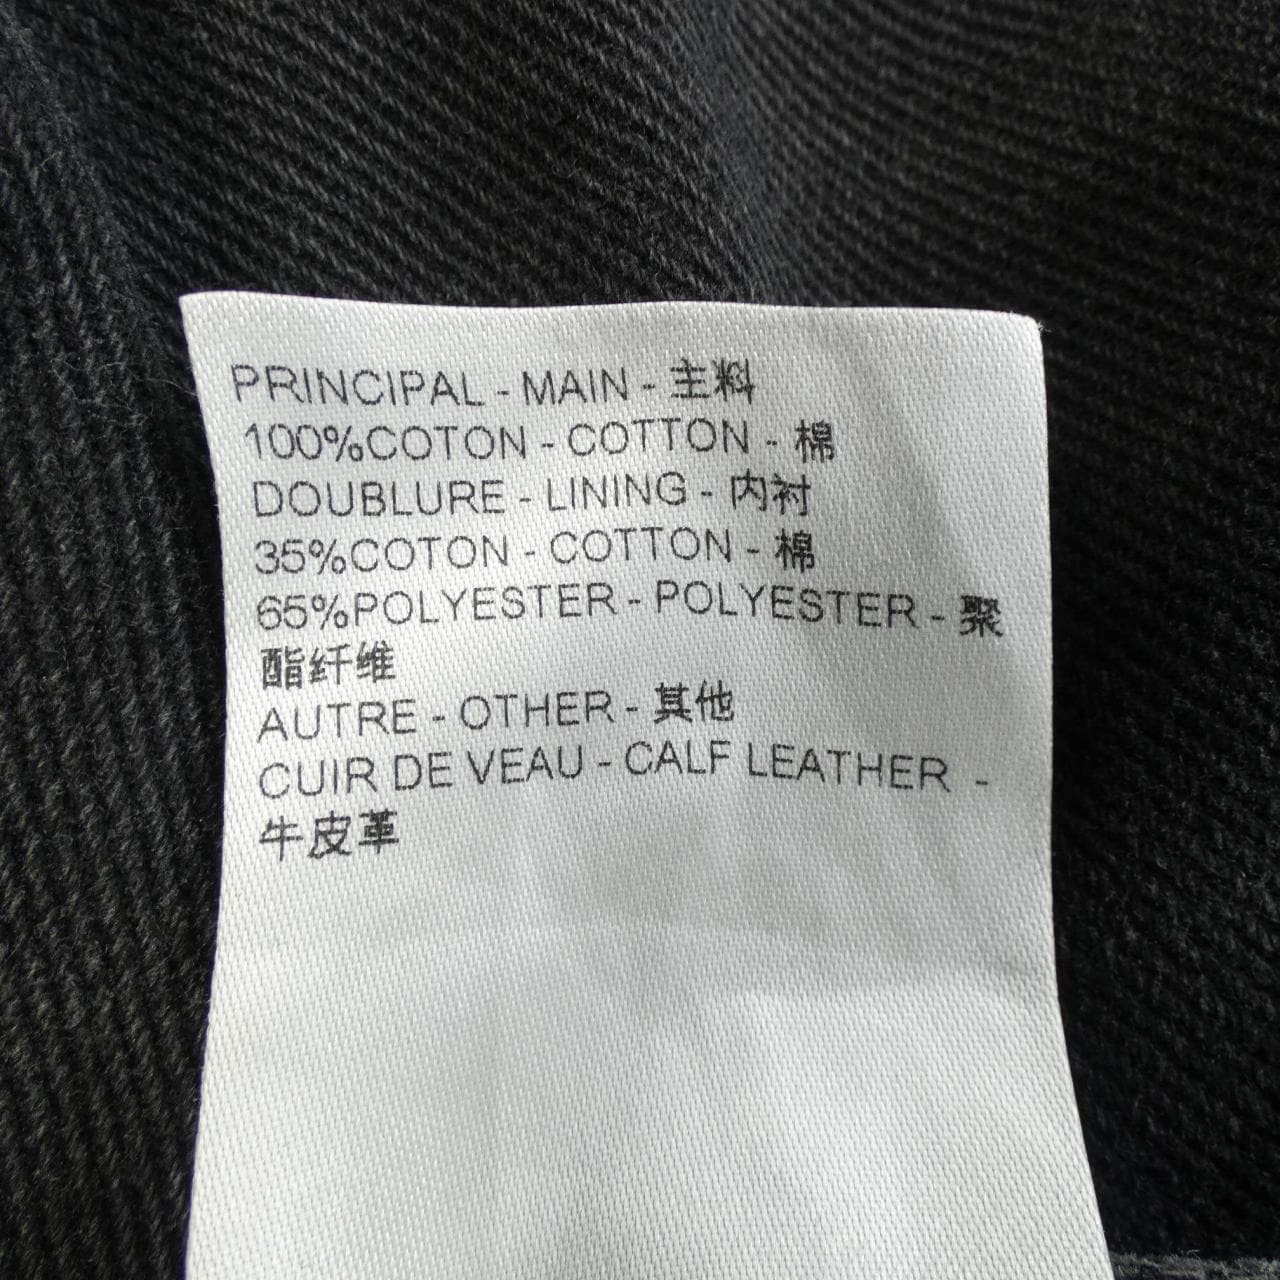 PRINCIPAL - MAIN - 主料
100%COTON - COTTON - 棉
DOUBLURE - LINING - 内衬
35%COTON - COTTON - 棉
65%POLYESTER - POLYESTER - 聚
酯纤维
AUTRE - OTHER - 其他
CUIR DE VEAU - CALF LEATHER -
牛皮革